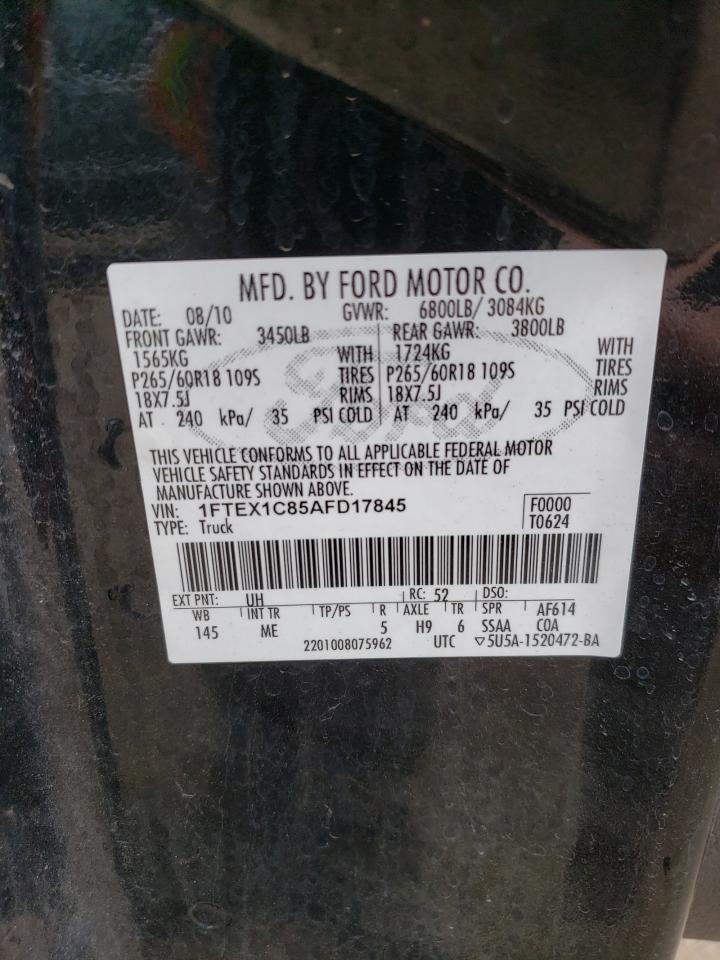 MFD. BY FORD MOTOR CO.
DATE: 08/10 GVWR: 6800LB/ 3084KG
FRONT GAWR: 3450LB REAR GAWR: 3800LB
1565KG WITH 1724KG WITH
P265/60R18 109S TIRES P265/60R18 109S TIRES
18X7.5J RIMS 18X7.5J RIMS
AT 240 kPa/ 35 PSI COLD AT 240 kPa/ 35 PSI COLD
Ford
THIS VEHICLE CONFORMS TO ALL APPLICABLE FEDERAL MOTOR
VEHICLE SAFETY STANDARDS IN EFFECT ON THE DATE OF
MANUFACTURE SHOWN ABOVE.
VIN: 1FTEX1C85AFD17845 F0000
TYPE: Truck T0624
EXT PNT: UH RC: 52 DSO:
WB INT TR TP/PS R AXLE TR SPR AF614
145 ME 5 H9 6 SSAA COA
2201008075962 UTC ▽5U5A-1520472-BA